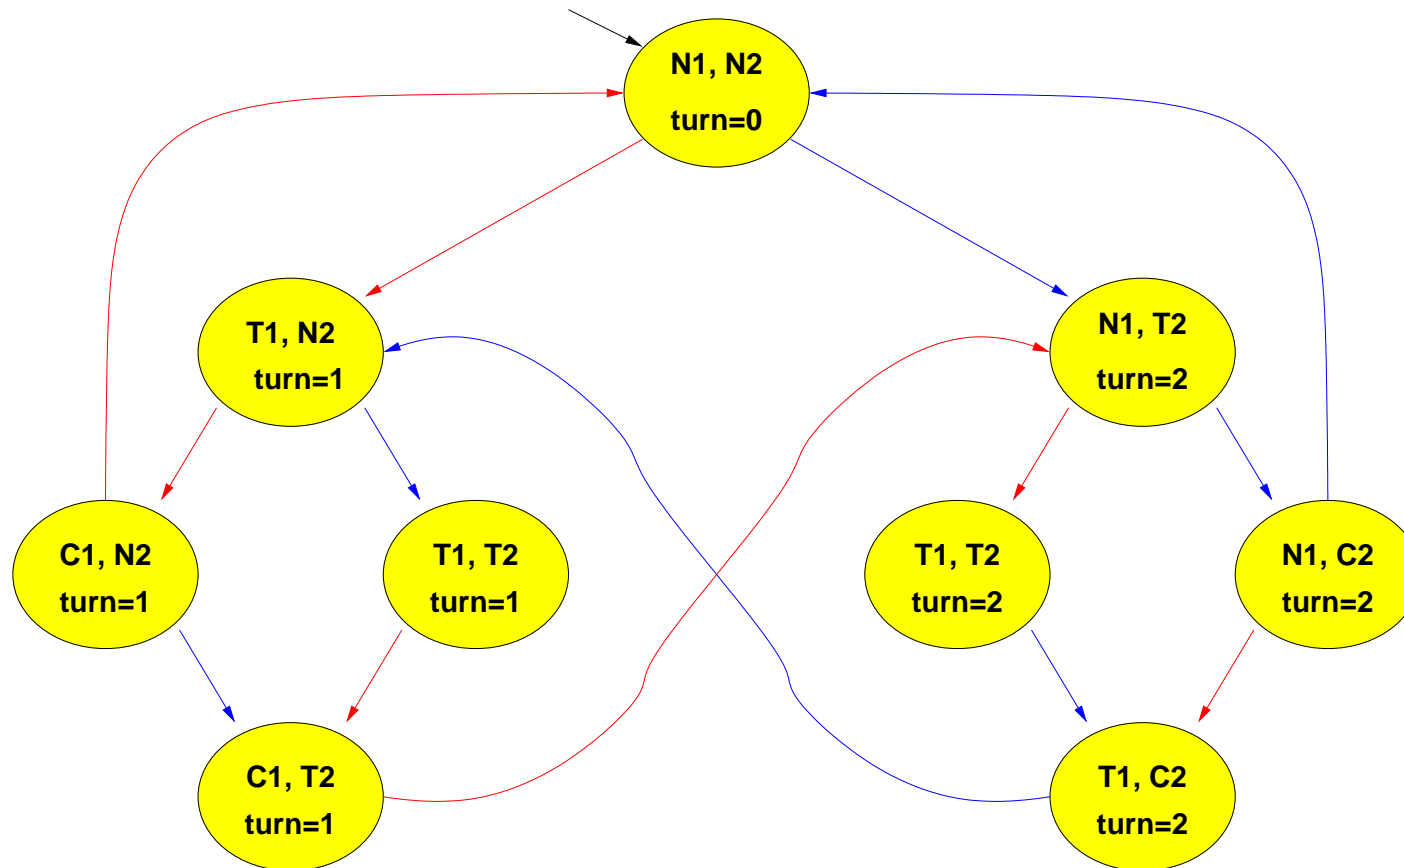 N1, N2
turn=0
T1, N2
turn=1
N1, T2
turn=2
C1, N2
turn=1
T1, T2
turn=1
T1, T2
turn=2
N1, C2
turn=2
C1, T2
turn=1
T1, C2
turn=2